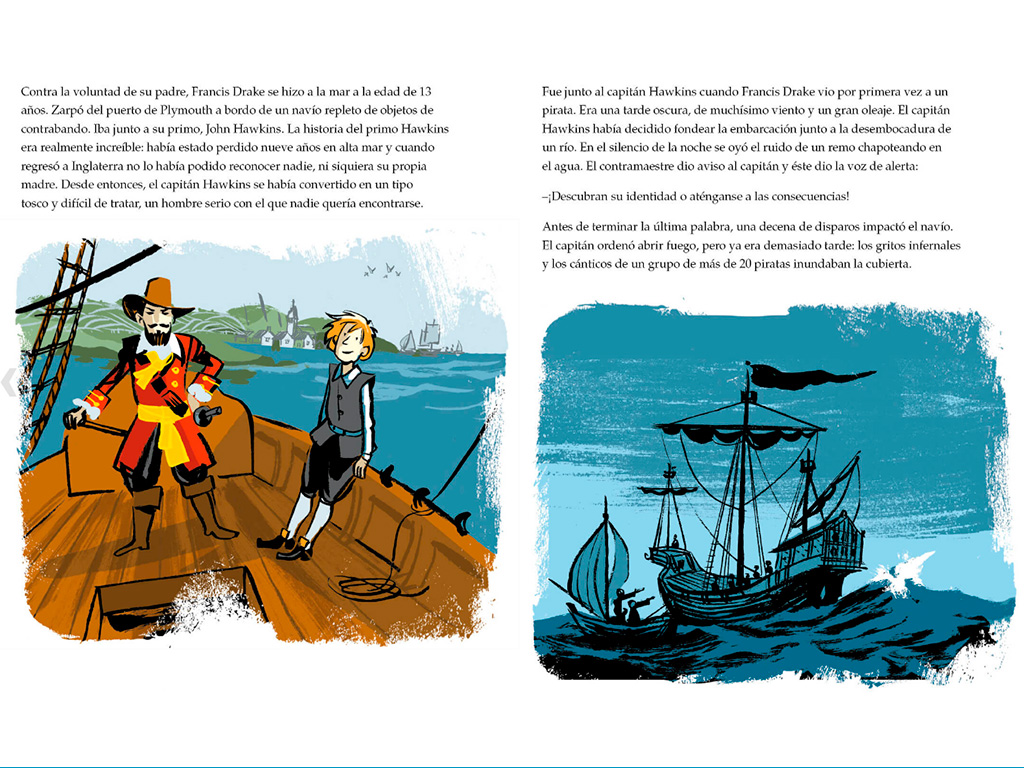 Contra la voluntad de su padre, Francis Drake se hizo a la mar a la edad de 13
años. Zarpó del puerto de Plymouth a bordo de un navío repleto de objetos de
contrabando. Iba junto a su primo, John Hawkins. La historia del primo Hawkins
era realmente increíble: había estado perdido nueve años en alta mar y cuando
regresó a Inglaterra no lo había podido reconocer nadie, ni siquiera su propia
madre. Desde entonces, el capitán Hawkins se había convertido en un tipo
tosco y difícil de tratar, un hombre serio con el que nadie quería encontrarse.
Fue junto al capitán Hawkins cuando Francis Drake vio por primera vez a un
pirata. Era una tarde oscura, de muchísimo viento y un gran oleaje. El capitán
Hawkins había decidido fondear la embarcación junto a la desembocadura de
un río. En el silencio de la noche se oyó el ruido de un remo chapoteando en
el agua. El contramaestre dio aviso al capitán y éste dio la voz de alerta:
–¡Descubran su identidad o aténganse a las consecuencias!
Antes de terminar la última palabra, una decena de disparos impactó el navío.
El capitán ordenó abrir fuego, pero ya era demasiado tarde: los gritos infernales
y los cánticos de un grupo de más de 20 piratas inundaban la cubierta.